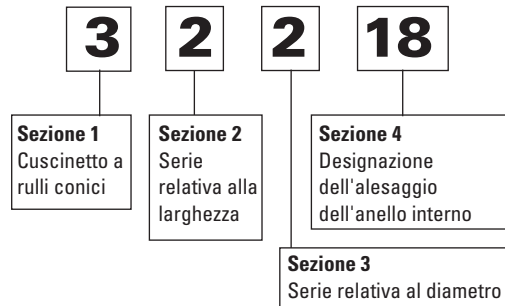 3 2 2 18
Sezione 1
Cuscinetto a
rulli conici
Sezione 2
Serie
relativa alla
larghezza
Sezione 4
Designazione
dell'alesaggio
dell'anello interno
Sezione 3
Serie relativa al diametro